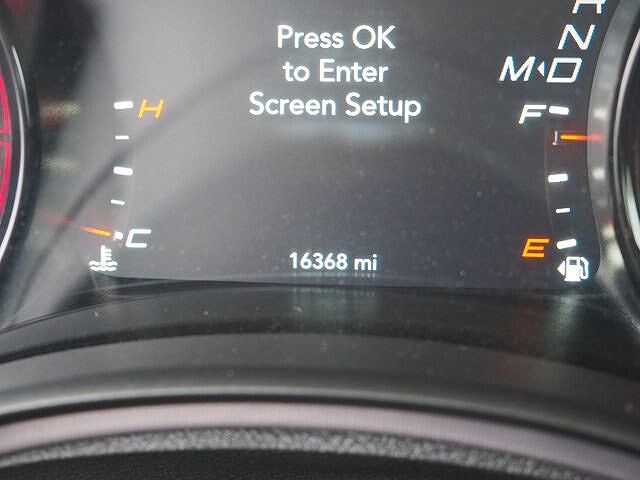 Press OK
to Enter
Screen Setup
R
N
M D
H
F
C
E
16368 mi